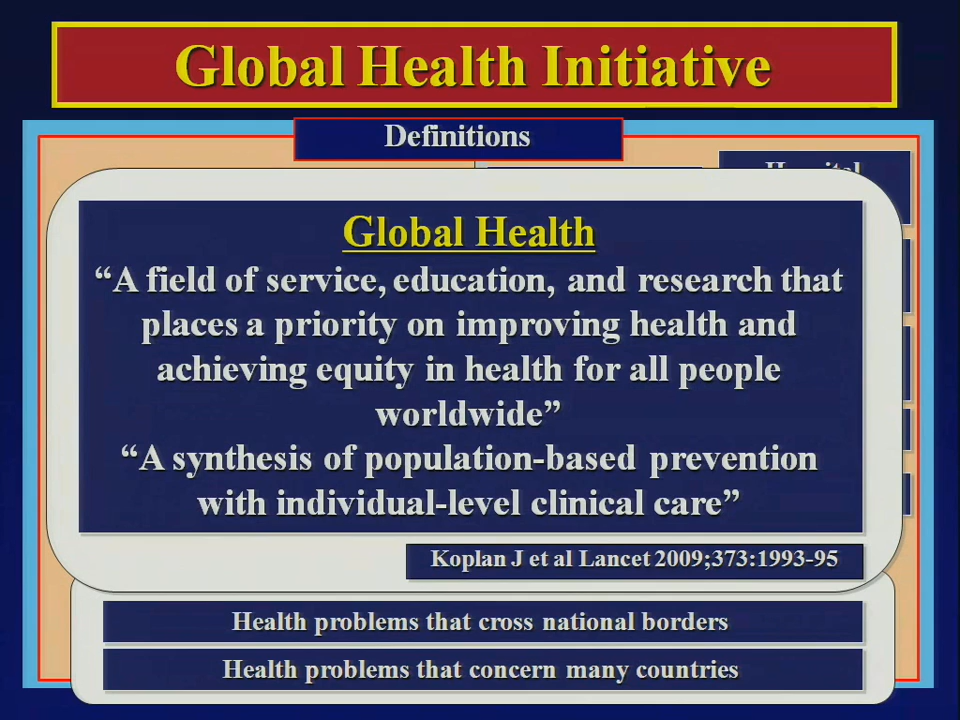 Global Health Initiative
Definitions
Global Health
“A field of service, education, and research that
places a priority on improving health and
achieving equity in health for all people
worldwide”
“A synthesis of population-based prevention
with individual-level clinical care”
Koplan J et al Lancet 2009;373:1993-95
Health problems that cross national borders
Health problems that concern many countries